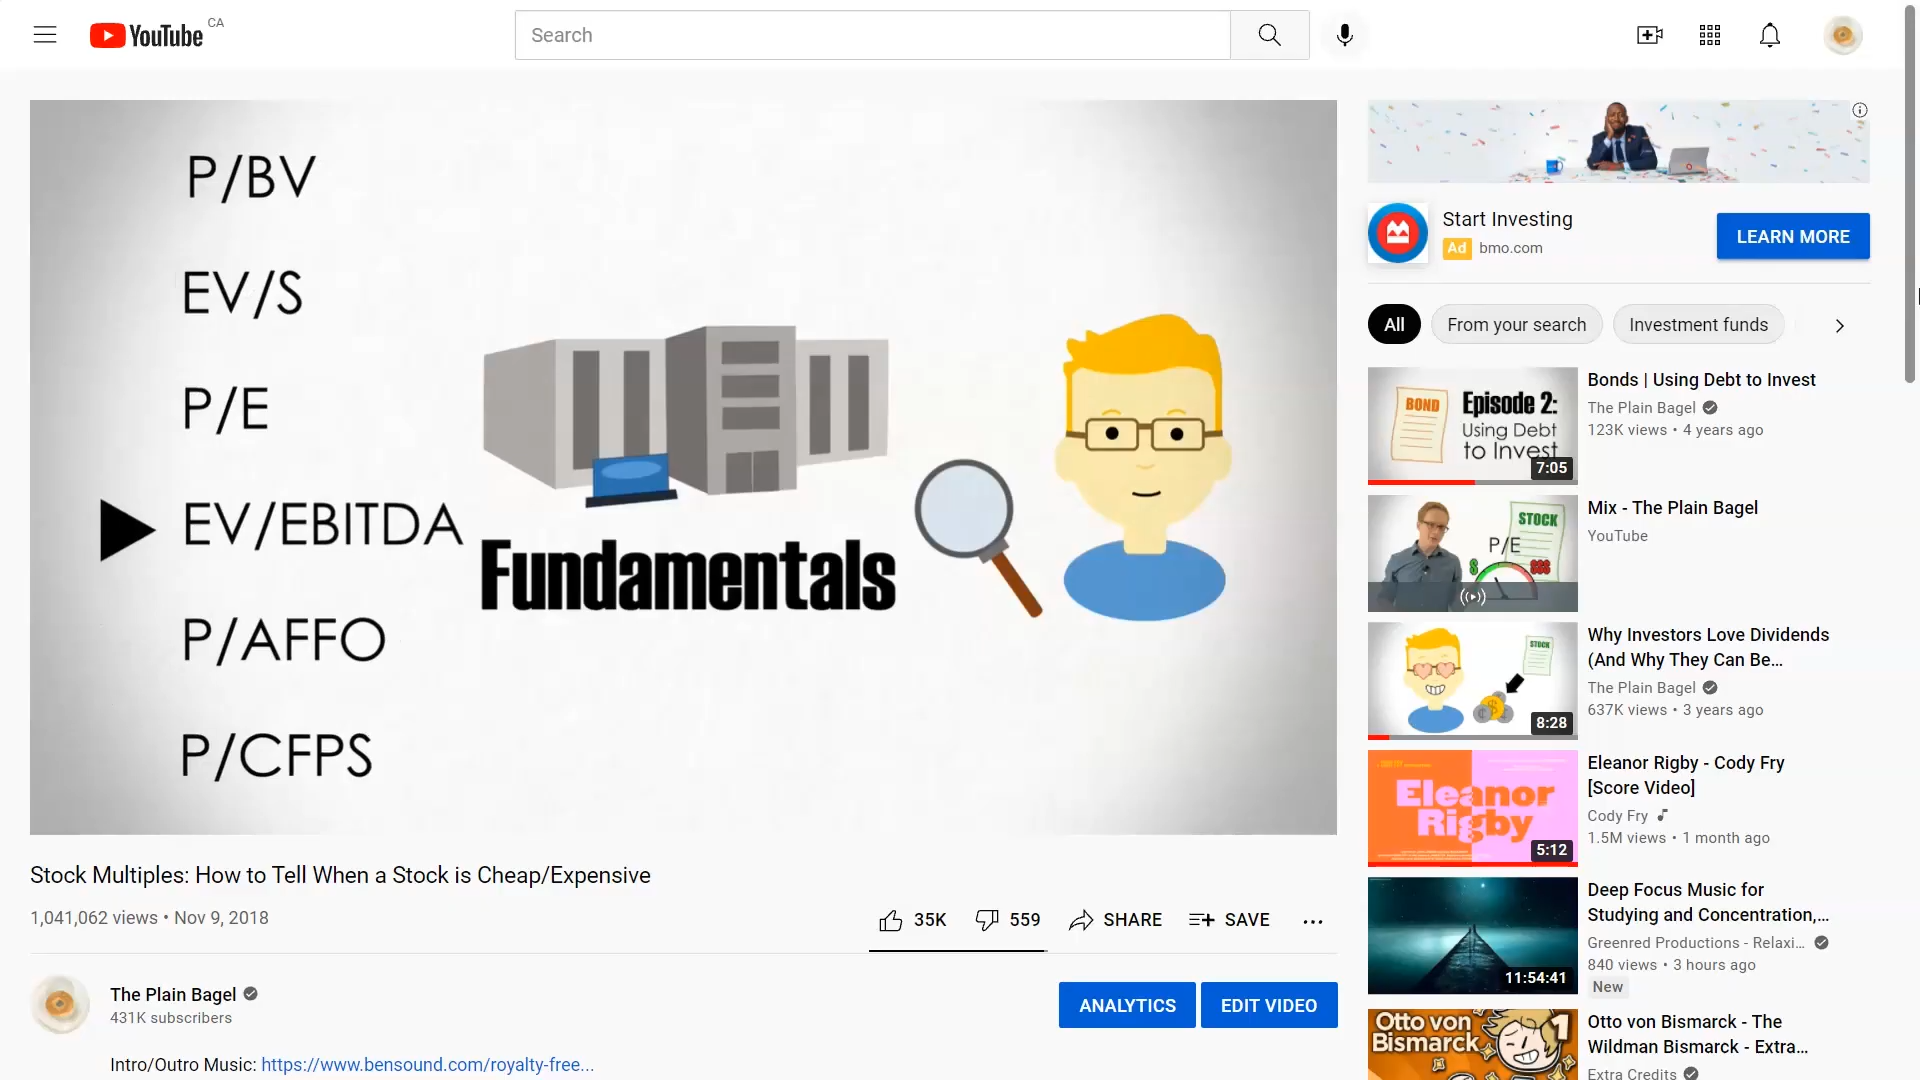 YouTube CA
Search
P/BV
EV/S
P/E
EV/EBITDA
P/AFFO
P/CFPS
Fundamentals
Stock Multiples: How to Tell When a Stock is Cheap/Expensive
1,041,062 views • Nov 9, 2018
35K
559
SHARE
SAVE
The Plain Bagel
431K subscribers
ANALYTICS
EDIT VIDEO
Intro/Outro Music: https://www.bensound.com/royalty-free...
Start Investing
Ad bmo.com
LEARN MORE
All
From your search
Investment funds
BOND
Episode 2:
Using Debt
to Invest
7:05
Bonds | Using Debt to Invest
The Plain Bagel
123K views • 4 years ago
STOCK
P/E
$
$$$
Mix - The Plain Bagel
YouTube
STOCK
8:28
Why Investors Love Dividends
(And Why They Can Be...
The Plain Bagel
637K views • 3 years ago
Eleanor
Rigby
5:12
Eleanor Rigby - Cody Fry
[Score Video]
Cody Fry
1.5M views • 1 month ago
11:54:41
Deep Focus Music for
Studying and Concentration,...
Greenred Productions - Relaxi...
840 views • 3 hours ago
New
Otto von
Bismarck
1
Otto von Bismarck - The
Wildman Bismarck - Extra...
Extra Credits